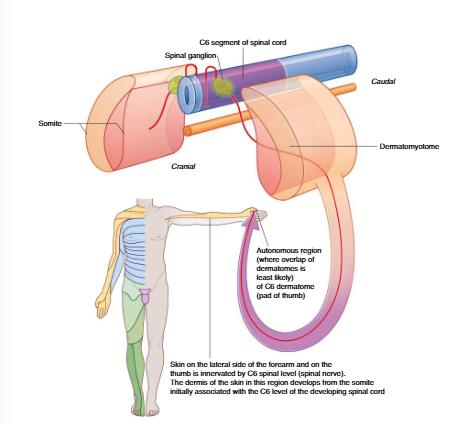 C6 segment of spinal cord
Spinal ganglion
Caudal
Somite
Dermatomyotome
Cranial
Autonomous region
(where overlap of
dermatomes is
least likely)
of C6 dermatome
(pad of thumb)
Skin on the lateral side of the forearm and on the
thumb is innervated by C6 spinal level (spinal nerve).
The dermis of the skin in this region develops from the somite
initially associated with the C6 level of the developing spinal cord